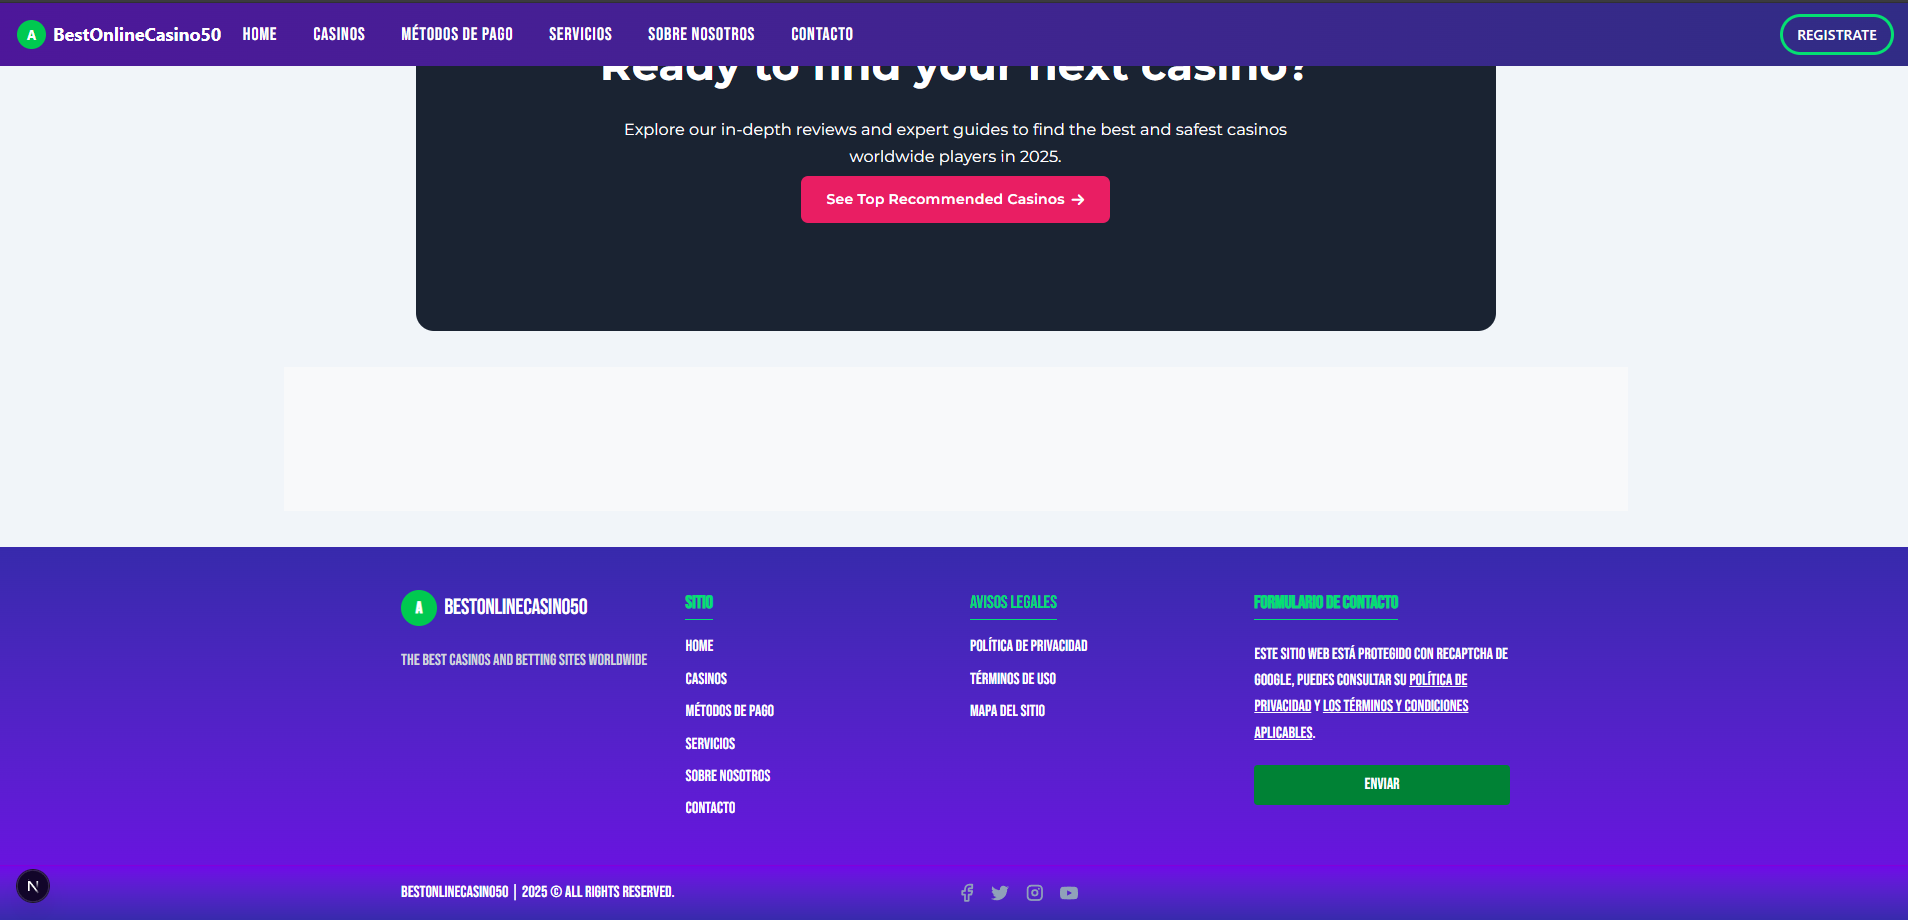 A BestOnlineCasino50 HOME CASINOS MÉTODOS DE PAGO SERVICIOS SOBRE NOSOTROS CONTACTO REGISTRATE
Ready to find your next casino?
Explore our in-depth reviews and expert guides to find the best and safest casinos
worldwide players in 2025.
See Top Recommended Casinos →
A BESTONLINECASINO50
THE BEST CASINOS AND BETTING SITES WORLDWIDE
SITIO
HOME
CASINOS
MÉTODOS DE PAGO
SERVICIOS
SOBRE NOSOTROS
CONTACTO
AVISOS LEGALES
POLÍTICA DE PRIVACIDAD
TÉRMINOS DE USO
MAPA DEL SITIO
FORMULARIO DE CONTACTO
ESTE SITIO WEB ESTÁ PROTEGIDO CON RECAPTCHA DE
GOOGLE, PUEDES CONSULTAR SU POLÍTICA DE
PRIVACIDAD Y LOS TÉRMINOS Y CONDICIONES
APLICABLES.
ENVIAR
N
BESTONLINECASINO50 | 2025 © ALL RIGHTS RESERVED.